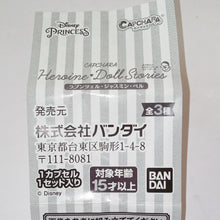 Disney
PRINCESS
CAPCHARA
CAPCHARA
Heroine Doll Stories
ラプンツェル・ジャスミン・ベル
全3種
発売元
株式会社バンダイ
東京都台東区駒形1-4-8
〒111-8081
1カプセル
1セット入り
対象年齢
15才以上
BAN
DAI
© Disney